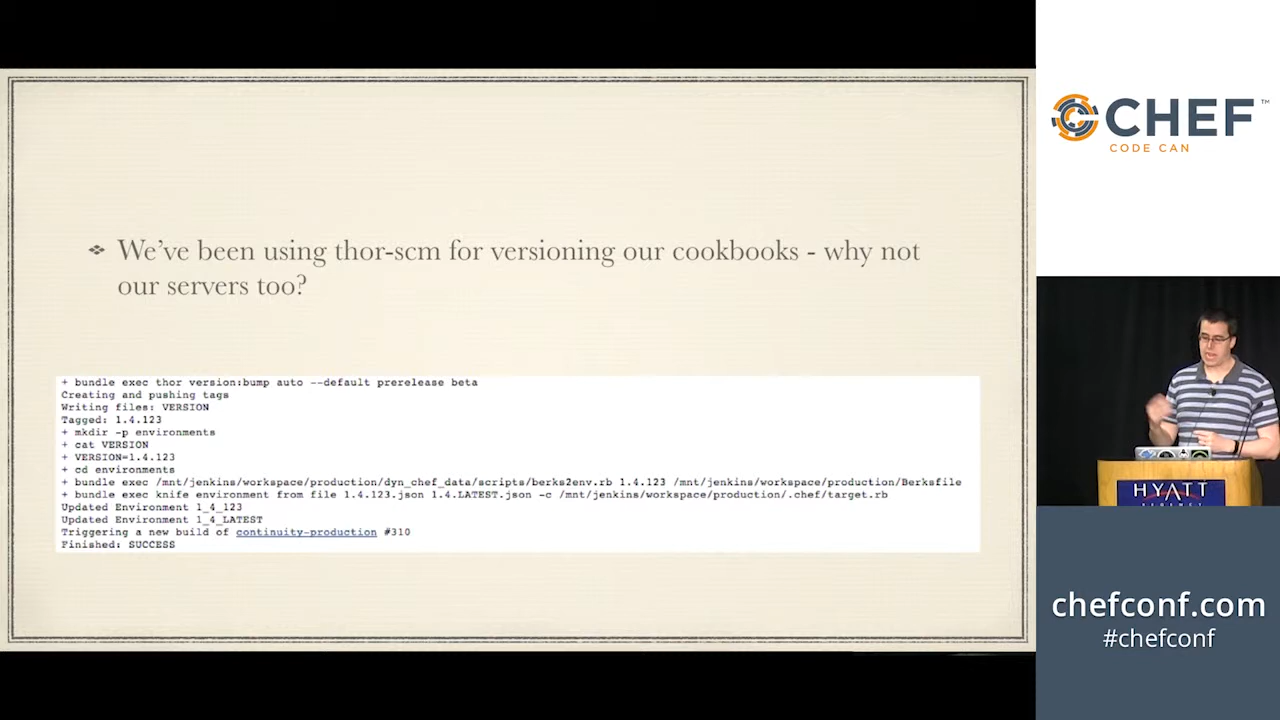 We've been using thor-scm for versioning our cookbooks - why not
our servers too?
+ bundle exec thor version:bump auto --default prerelease beta
Creating and pushing tags
Writing files: VERSION
Tagged: 1.4.123
+ mkdir -p environments
+ cat VERSION
+ VERSION=1.4.123
+ cd environments
+ bundle exec /mnt/jenkins/workspace/production/dyn_chef_data/scripts/berks2env.rb 1.4.123 /mnt/jenkins/workspace/production/Berksfile
+ bundle exec knife environment from file 1.4.123.json 1.4.LATEST.json -c /mnt/jenkins/workspace/production/.chef/target.rb
Updated Environment 1_4_123
Updated Environment 1_4_LATEST
Triggering a new build of continuity-production #310
Finished: SUCCESS
CHEF™
CODE CAN
HYATT
chefconf.com
#chefconf